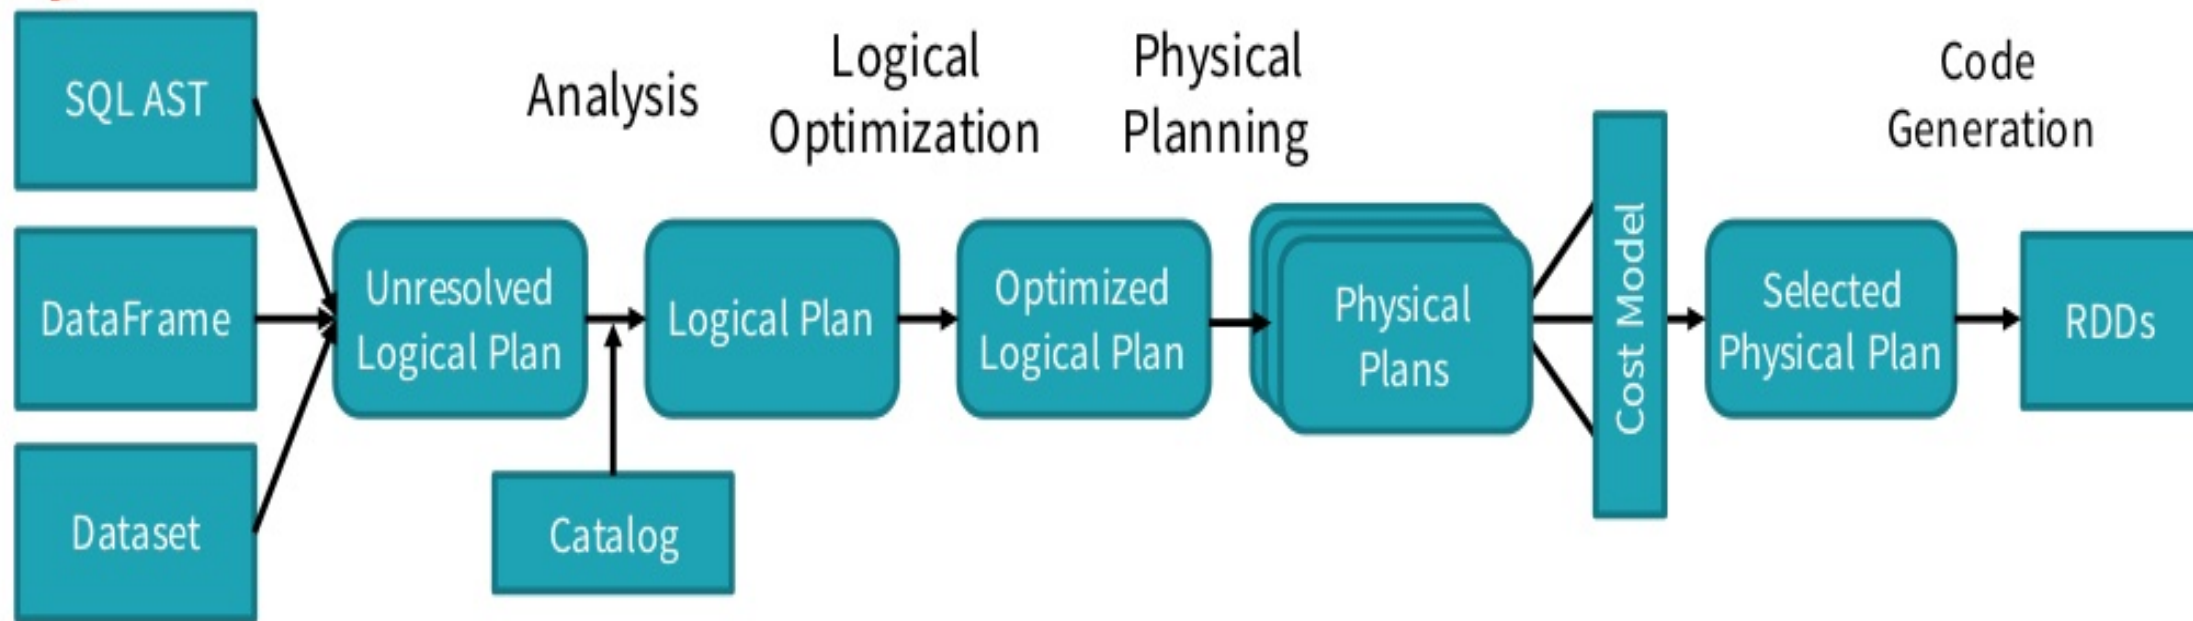 SQL AST
DataFrame
Dataset
Analysis
Logical
Optimization
Physical
Planning
Code
Generation
Unresolved
Logical Plan
Logical Plan
Optimized
Logical Plan
Physical
Plans
Cost Model
Selected
Physical Plan
RDDs
Catalog